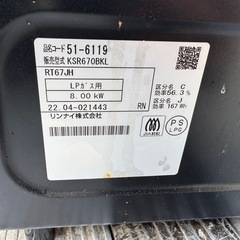 品名コード 51-6119
販売型式 KSR670BKL
RT67JH
LPガス用
8.00 kW
22.04-021443
RN
リンナイ株式会社
区分名 C
効率56.3 %
区分名 J
効率 167 Wh
JIA
PS
LPG